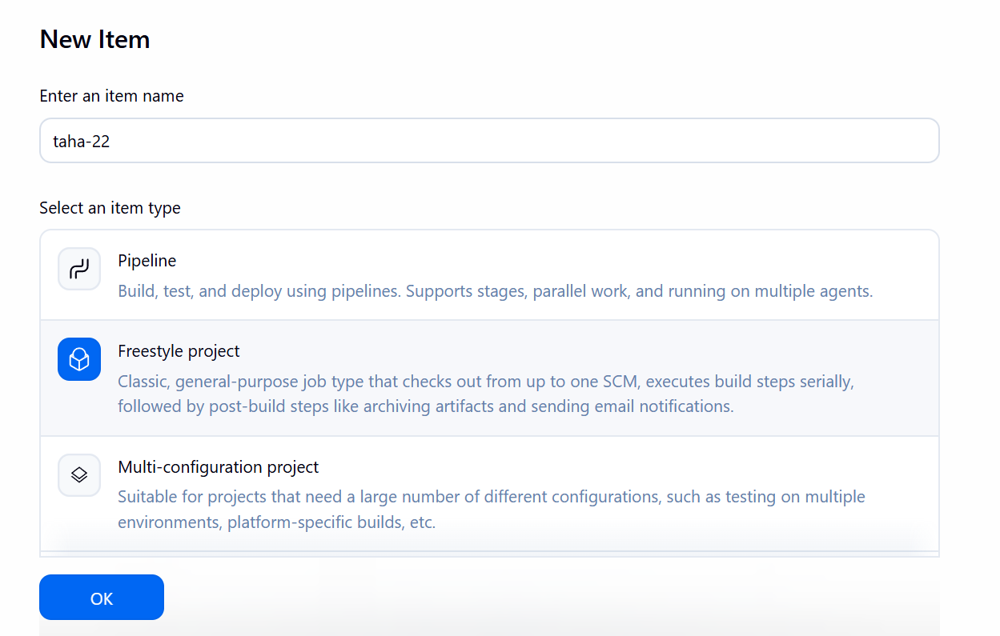 New Item
Enter an item name
taha-22
Select an item type
Pipeline
Build, test, and deploy using pipelines. Supports stages, parallel work, and running on multiple agents.
Freestyle project
Classic, general-purpose job type that checks out from up to one SCM, executes build steps serially,
followed by post-build steps like archiving artifacts and sending email notifications.
Multi-configuration project
Suitable for projects that need a large number of different configurations, such as testing on multiple
environments, platform-specific builds, etc.
OK